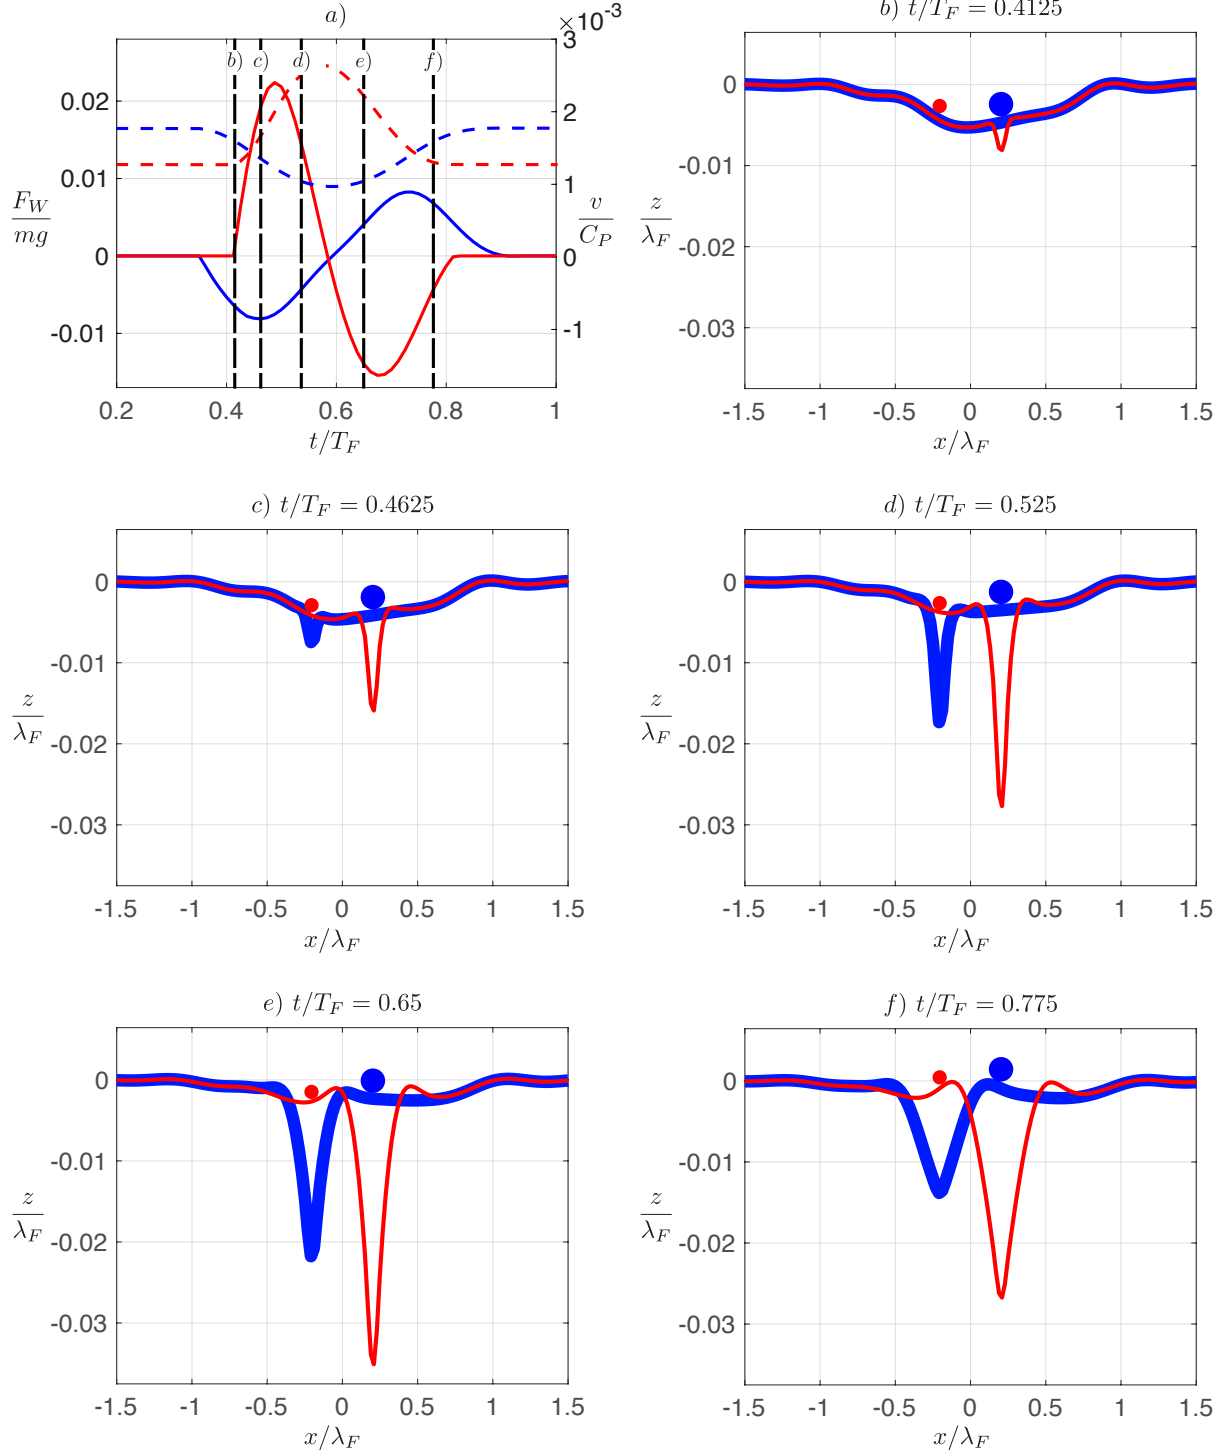 a)
×10⁻³
b) c) d) e) f)
3
0.02
2
0.01
1
F_W/mg
v/C_P
0
0
-0.01
-1
0.2 0.4 0.6 0.8 1
t/T_F
b) t/T_F = 0.4125
0
-0.01
z/λ_F
-0.02
-0.03
-1.5 -1 -0.5 0 0.5 1 1.5
x/λ_F
c) t/T_F = 0.4625
0
-0.01
z/λ_F
-0.02
-0.03
-1.5 -1 -0.5 0 0.5 1 1.5
x/λ_F
d) t/T_F = 0.525
0
-0.01
z/λ_F
-0.02
-0.03
-1.5 -1 -0.5 0 0.5 1 1.5
x/λ_F
e) t/T_F = 0.65
0
-0.01
z/λ_F
-0.02
-0.03
-1.5 -1 -0.5 0 0.5 1 1.5
x/λ_F
f) t/T_F = 0.775
0
-0.01
z/λ_F
-0.02
-0.03
-1.5 -1 -0.5 0 0.5 1 1.5
x/λ_F